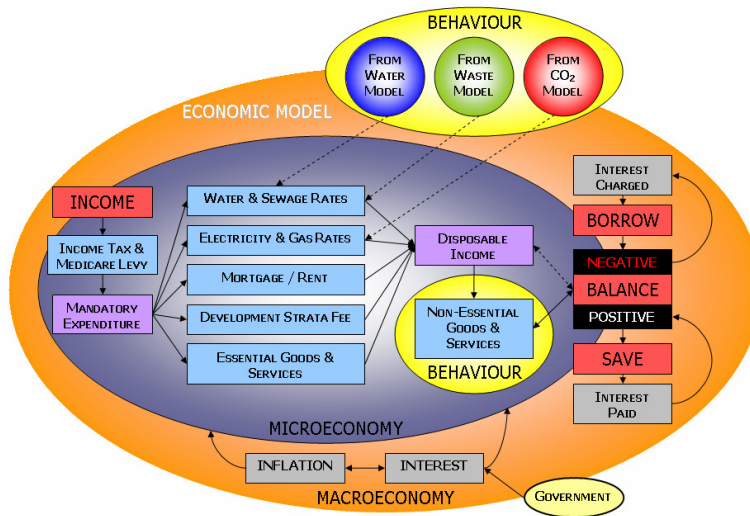 BEHAVIOUR
FROM
WATER
MODEL
FROM
WASTE
MODEL
FROM
CO₂
MODEL
ECONOMIC MODEL
INCOME
INCOME TAX &
MEDICARE LEVY
MANDATORY
EXPENDITURE
WATER & SEWAGE RATES
ELECTRICITY & GAS RATES
MORTGAGE / RENT
DEVELOPMENT STRATA FEE
ESSENTIAL GOODS &
SERVICES
DISPOSABLE
INCOME
NON-ESSENTIAL
GOODS &
SERVICES
BEHAVIOUR
INTEREST
CHARGED
BORROW
NEGATIVE
BALANCE
POSITIVE
SAVE
INTEREST
PAID
MICROECONOMY
INFLATION
INTEREST
MACROECONOMY
GOVERNMENT